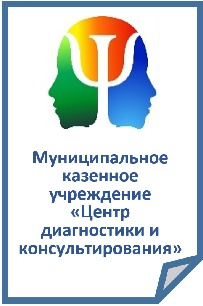 Муниципальное
казенное
учреждение
«Центр
диагностики и
консультирования»